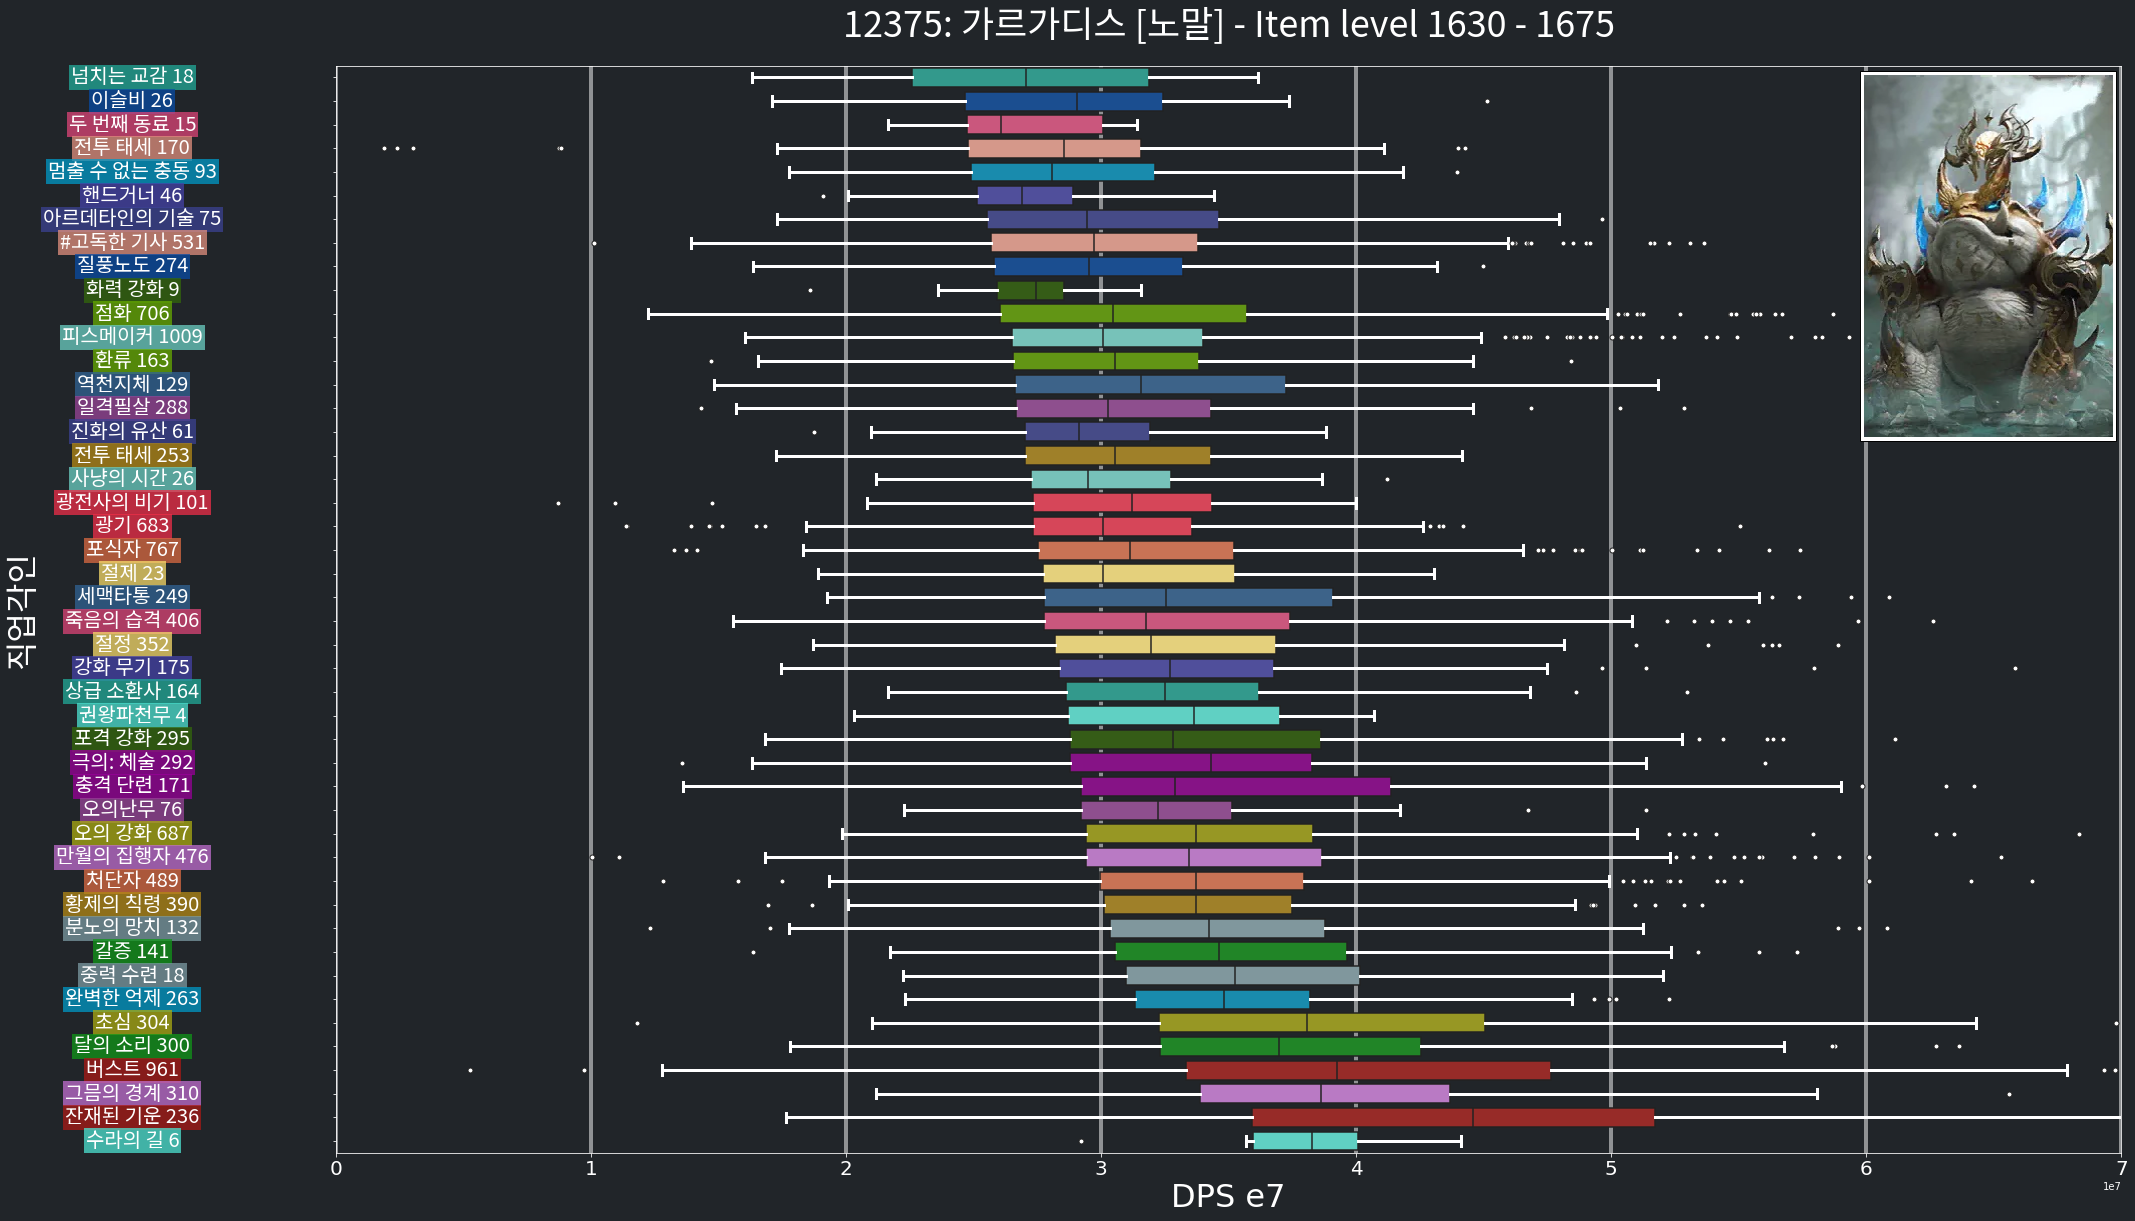 12375: 가르가디스 [노말] - Item level 1630 - 1675
넘치는 교감 18
이슬비 26
두 번째 동료 15
전투 태세 170
멈출 수 없는 충동 93
핸드거너 46
아르데타인의 기술 75
#고독한 기사 531
질풍노도 274
화력 강화 9
점화 706
피스메이커 1009
환류 163
역천지체 129
일격필살 288
진화의 유산 61
전투 태세 253
사냥의 시간 26
광전사의 비기 101
광기 683
포식자 767
절제 23
세맥타통 249
죽음의 습격 406
절정 352
강화 무기 175
상급 소환사 164
권왕파천무 4
포격 강화 295
극의: 체술 292
충격 단련 171
오의난무 76
오의 강화 687
만월의 집행자 476
처단자 489
황제의 칙령 390
분노의 망치 132
갈증 141
중력 수련 18
완벽한 억제 263
초심 304
달의 소리 300
버스트 961
그믐의 경계 310
잔재된 기운 236
수라의 길 6
직업각인
0 1 2 3 4 5 6 7
1e7
DPS e7